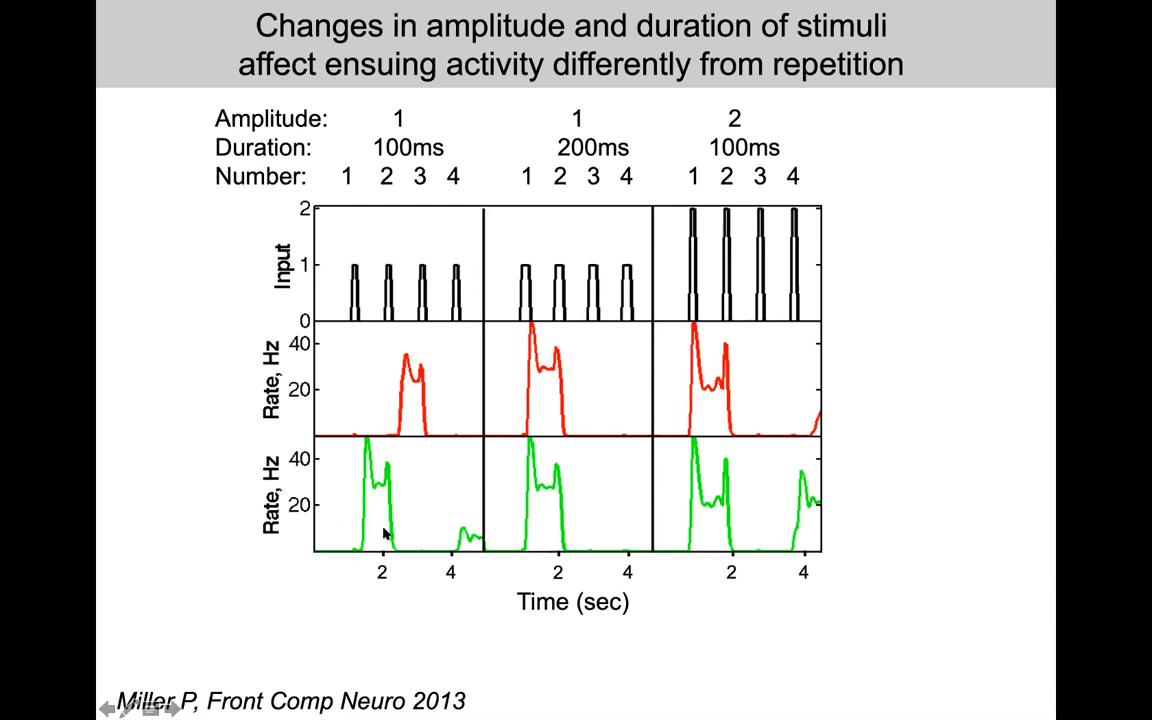 Changes in amplitude and duration of stimuli
affect ensuing activity differently from repetition
Amplitude: 1 1 2
Duration: 100ms 200ms 100ms
Number: 1 2 3 4 1 2 3 4 1 2 3 4
2
Input
1
0
Rate, Hz
40
20
Rate, Hz
40
20
2 4 2 4 2 4
Time (sec)
Miller P, Front Comp Neuro 2013